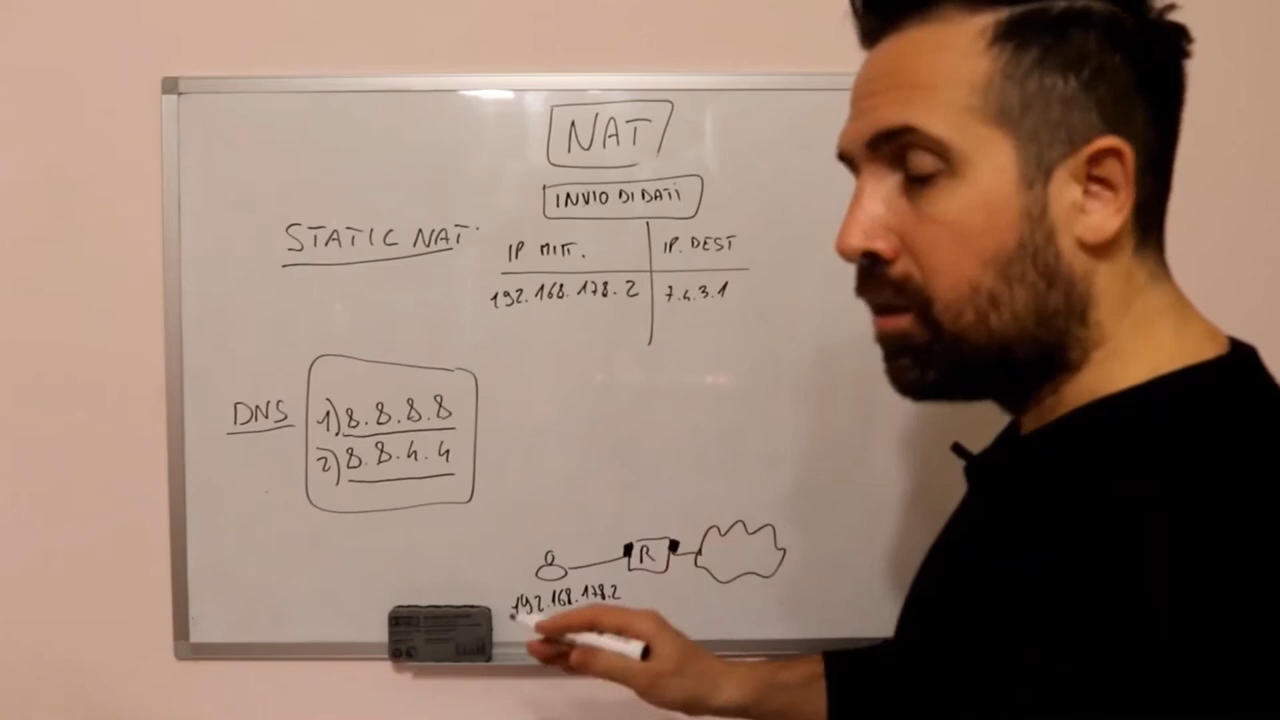 NAT
INVIO DI DATI
STATIC NAT
IP MITT. IP. DEST
192.168.178.2 7.4.3.1
DNS
1) 8.8.8.8
2) 8.8.4.4
R
192.168.178.2